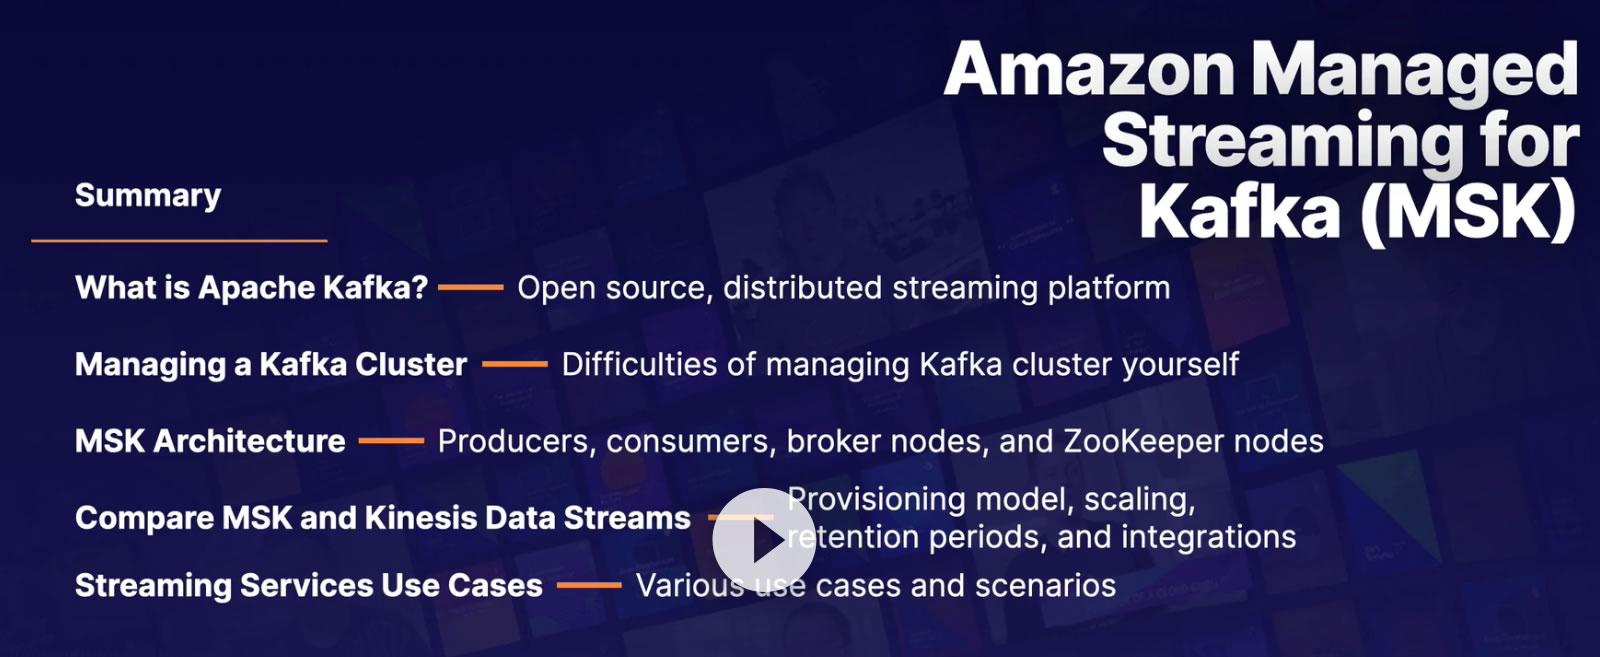 Amazon Managed
Streaming for
Kafka (MSK)
Summary
What is Apache Kafka? Open source, distributed streaming platform
Managing a Kafka Cluster Difficulties of managing Kafka cluster yourself
MSK Architecture Producers, consumers, broker nodes, and ZooKeeper nodes
Compare MSK and Kinesis Data Streams Provisioning model, scaling,
retention periods, and integrations
Streaming Services Use Cases Various use cases and scenarios